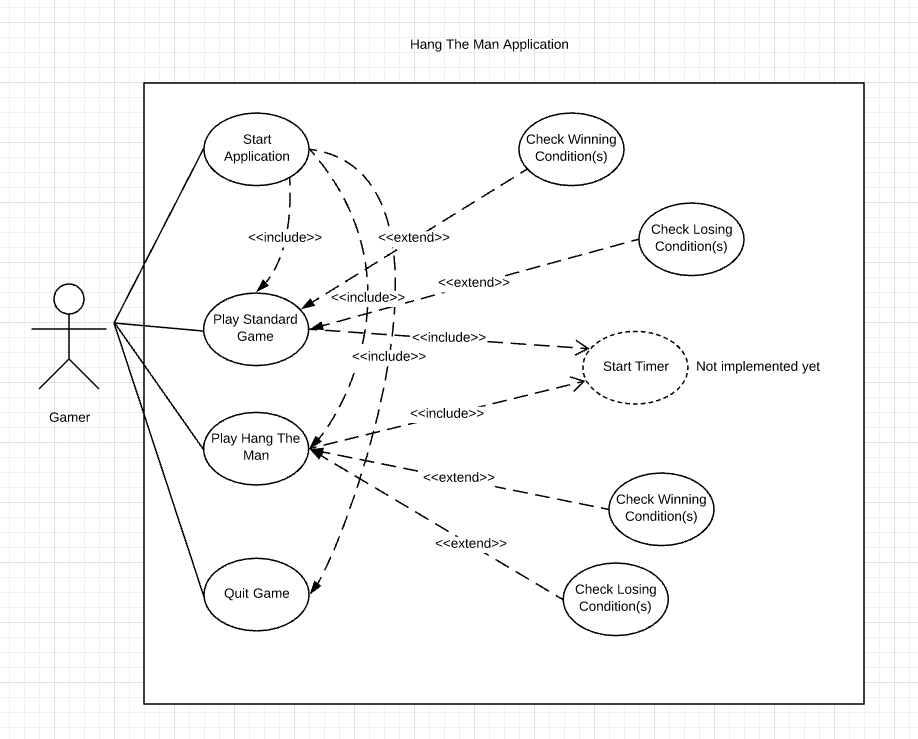 Hang The Man Application
Start
Application
Check Winning
Condition(s)
Check Losing
Condition(s)
<<include>>
<<extend>>
<<extend>>
<<include>>
Play Standard
Game
<<include>>
<<include>>
Start Timer
Not implemented yet
Gamer
<<include>>
Play Hang The
Man
<<extend>>
Check Winning
Condition(s)
<<extend>>
Quit Game
Check Losing
Condition(s)